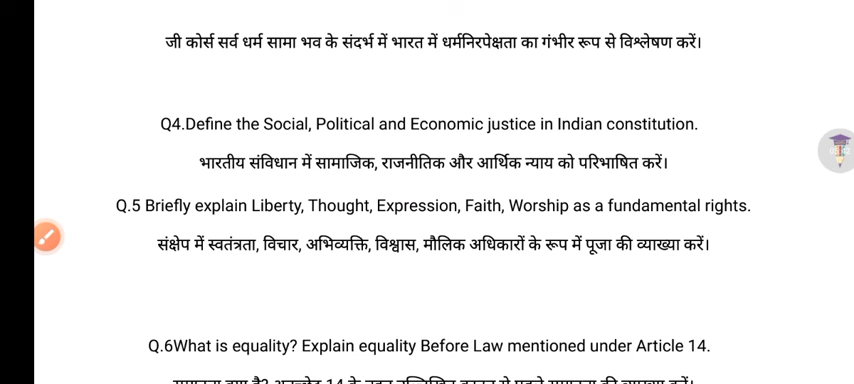 जी कोर्स सर्व धर्म सामा भव के संदर्भ में भारत में धर्मनिरपेक्षता का गंभीर रूप से विश्लेषण करें।
Q4.Define the Social, Political and Economic justice in Indian constitution.
भारतीय संविधान में सामाजिक, राजनीतिक और आर्थिक न्याय को परिभाषित करें।
Q.5 Briefly explain Liberty, Thought, Expression, Faith, Worship as a fundamental rights.
संक्षेप में स्वतंत्रता, विचार, अभिव्यक्ति, विश्वास, मौलिक अधिकारों के रूप में पूजा की व्याख्या करें।
Q.6What is equality? Explain equality Before Law mentioned under Article 14.